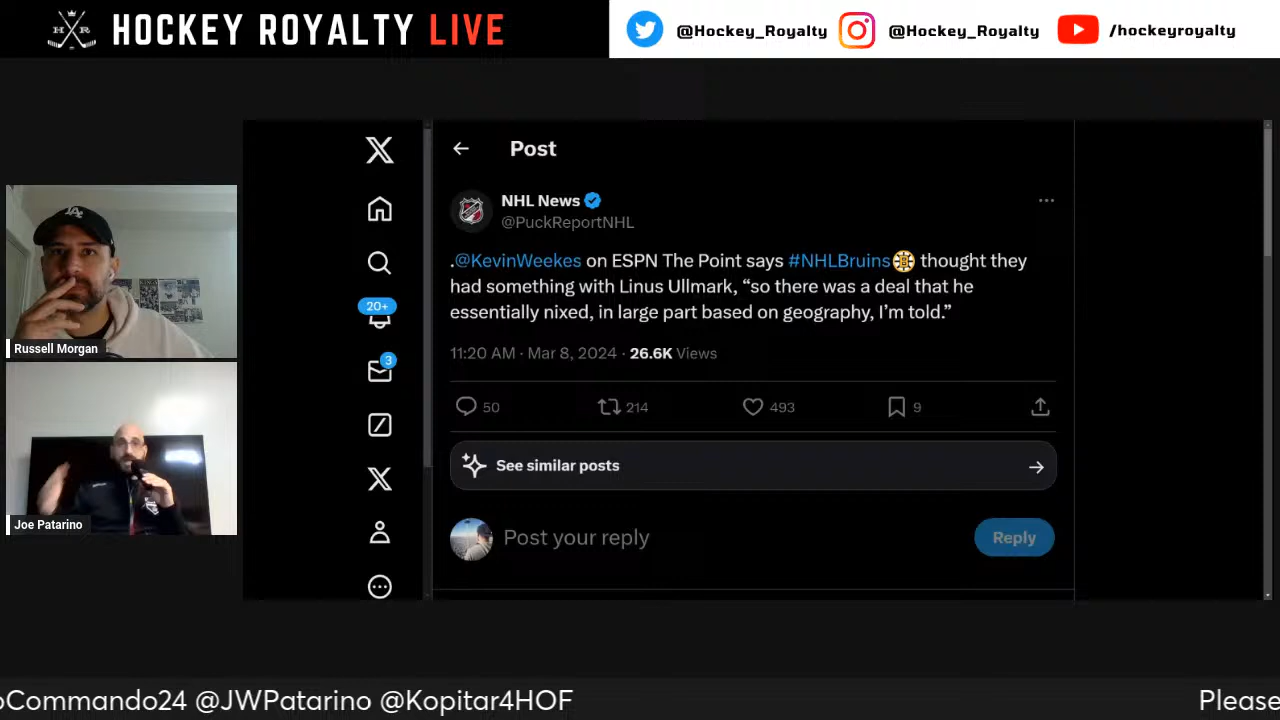 HOCKEY ROYALTY LIVE
@Hockey_Royalty
@Hockey_Royalty
/hockeyroyalty
Post
NHL News
@PuckReportNHL
.@KevinWeekes on ESPN The Point says #NHLBruins thought they
had something with Linus Ullmark, “so there was a deal that he
essentially nixed, in large part based on geography, I’m told.”
11:20 AM · Mar 8, 2024 · 26.6K Views
50
214
493
9
See similar posts
Post your reply
Reply
20+
3
Russell Morgan
Joe Patarino
oCommando24 @JWPatarino @Kopitar4HOF
Please